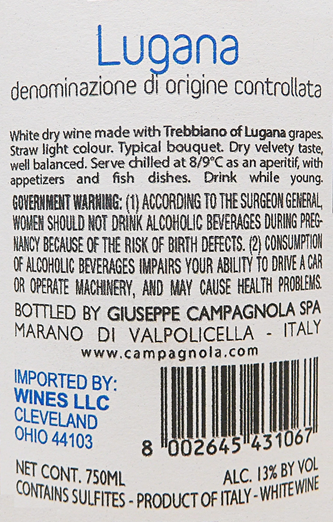 Lugana
denominazione di origine controllata
White dry wine made with Trebbiano of Lugana grapes.
Straw light colour. Typical bouquet. Dry velvety taste,
well balanced. Serve chilled at 8/9°C as an aperitif, with
appetizers and fish dishes. Drink while young.
GOVERNMENT WARNING: (1) ACCORDING TO THE SURGEON GENERAL,
WOMEN SHOULD NOT DRINK ALCOHOLIC BEVERAGES DURING PREG-
NANCY BECAUSE OF THE RISK OF BIRTH DEFECTS. (2) CONSUMPTION
OF ALCOHOLIC BEVERAGES IMPAIRS YOUR ABILITY TO DRIVE A CAR
OR OPERATE MACHINERY, AND MAY CAUSE HEALTH PROBLEMS.
BOTTLED BY GIUSEPPE CAMPAGNOLA SPA
MARANO DI VALPOLICELLA - ITALY
www.campagnola.com
IMPORTED BY:
WINES LLC
CLEVELAND
OHIO 44103
8 002645 431067
NET CONT. 750ML
ALC. 13% BY VOL
CONTAINS SULFITES - PRODUCT OF ITALY - WHITE WINE